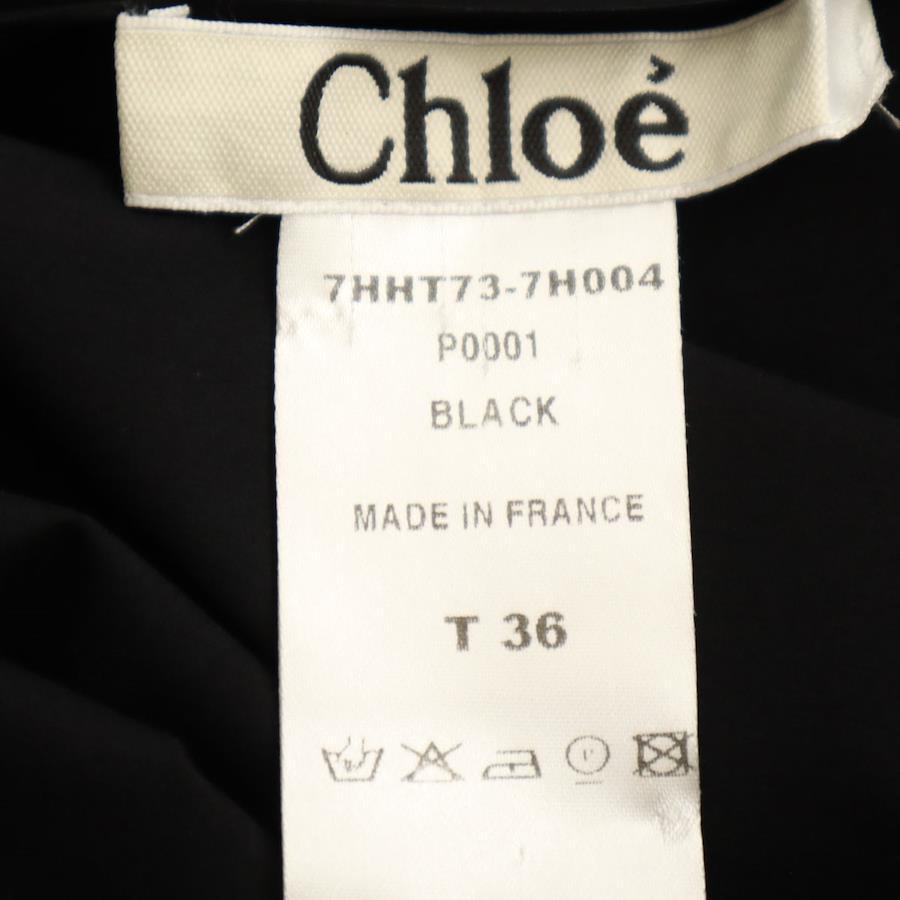 Chloé
7HHT73-7H004
P0001
BLACK
MADE IN FRANCE
T 36